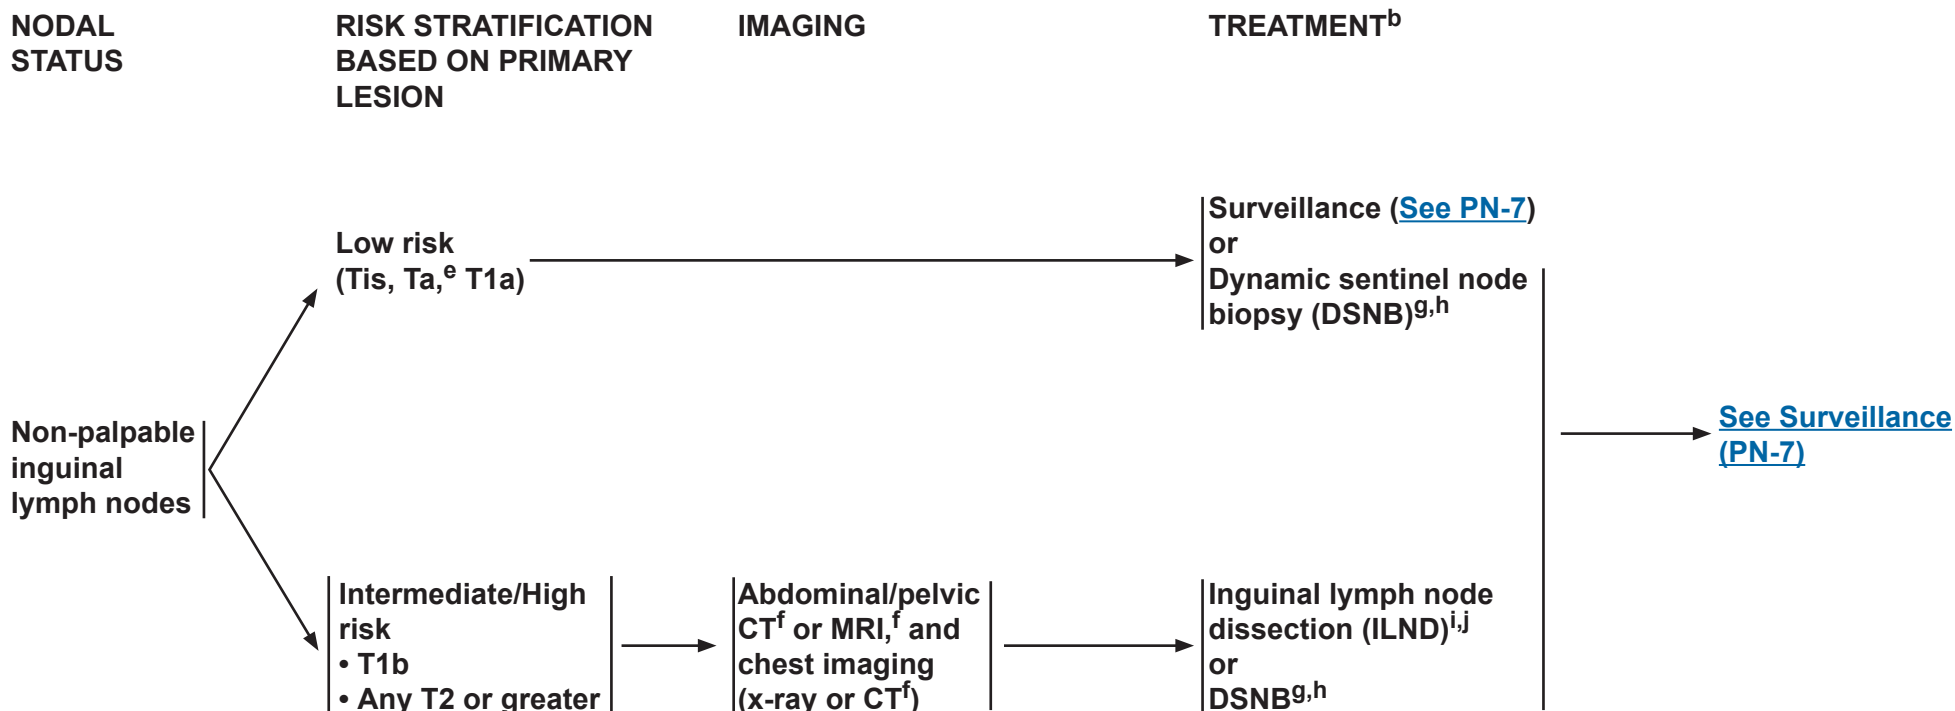 NODAL
STATUS
RISK STRATIFICATION
BASED ON PRIMARY
LESION
IMAGING
TREATMENTb
Low risk
(Tis, Ta,e T1a)
Surveillance (See PN-7)
or
Dynamic sentinel node
biopsy (DSNB)g,h
Non-palpable
inguinal
lymph nodes
See Surveillance
(PN-7)
Intermediate/High
risk
• T1b
• Any T2 or greater
Abdominal/pelvic
CTf or MRI,f and
chest imaging
(x-ray or CTf)
Inguinal lymph node
dissection (ILND)i,j
or
DSNBg,h